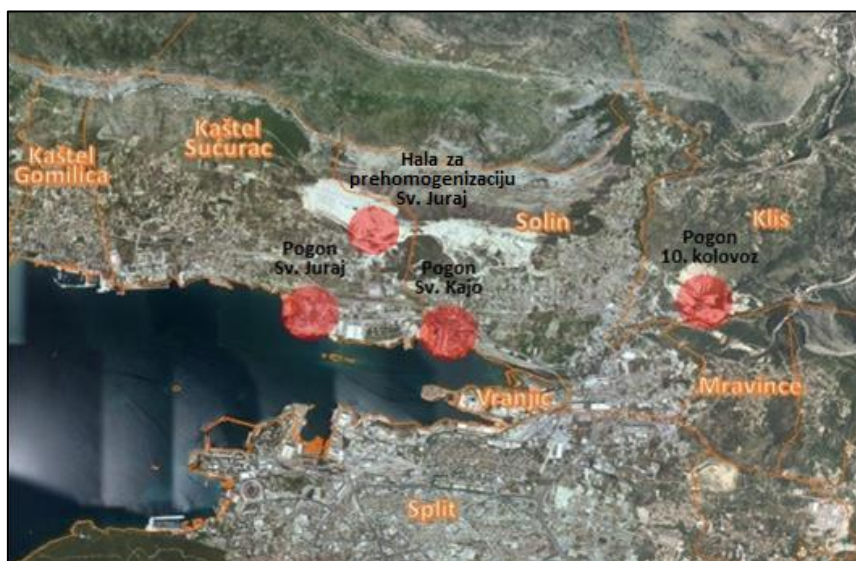 Kaštel
Gomilica
Kaštel
Sućurac
Hala za
prehomogenizaciju
Sv. Juraj
Solin
Klis
Pogon
Sv. Juraj
Pogon
Sv. Kajo
Pogon
10. kolovoz
Vranjic
Mravince
Split